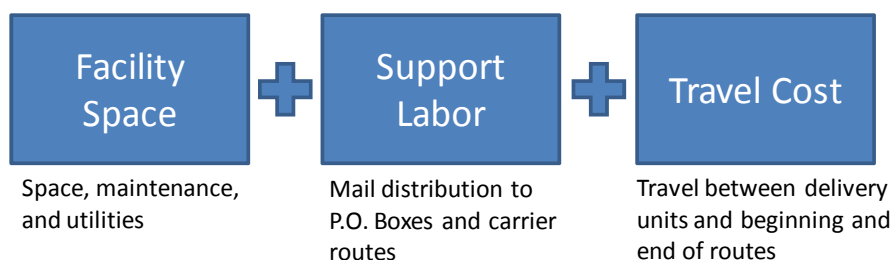 Facility
Space
Support
Labor
Travel Cost
Space, maintenance,
and utilities
Mail distribution to
P.O. Boxes and carrier
routes
Travel between delivery
units and beginning and
end of routes